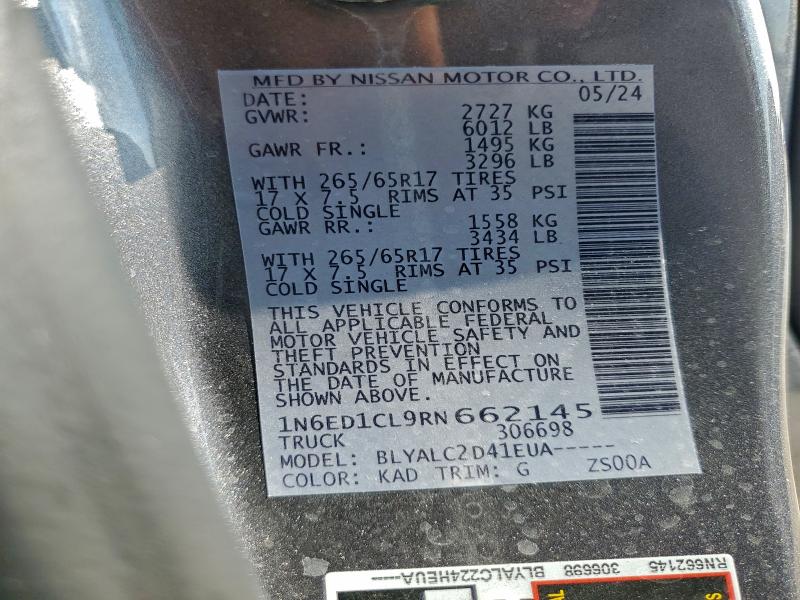 MFD BY NISSAN MOTOR CO., LTD.
DATE: 05/24
GVWR: 2727 KG
6012 LB
GAWR FR.: 1495 KG
3296 LB
WITH 265/65R17 TIRES
17 X 7.5 RIMS AT 35 PSI
COLD SINGLE
GAWR RR.: 1558 KG
3434 LB
WITH 265/65R17 TIRES
17 X 7.5 RIMS AT 35 PSI
COLD SINGLE
THIS VEHICLE CONFORMS TO
ALL APPLICABLE FEDERAL
MOTOR VEHICLE SAFETY AND
THEFT PREVENTION
STANDARDS IN EFFECT ON
THE DATE OF MANUFACTURE
SHOWN ABOVE.
1N6ED1CL9RN662145
TRUCK 306698
MODEL: BLYALC2D41EUA-----
COLOR: KAD TRIM: G ZS00A
RN662145 306698 BLYALC224HEUA----